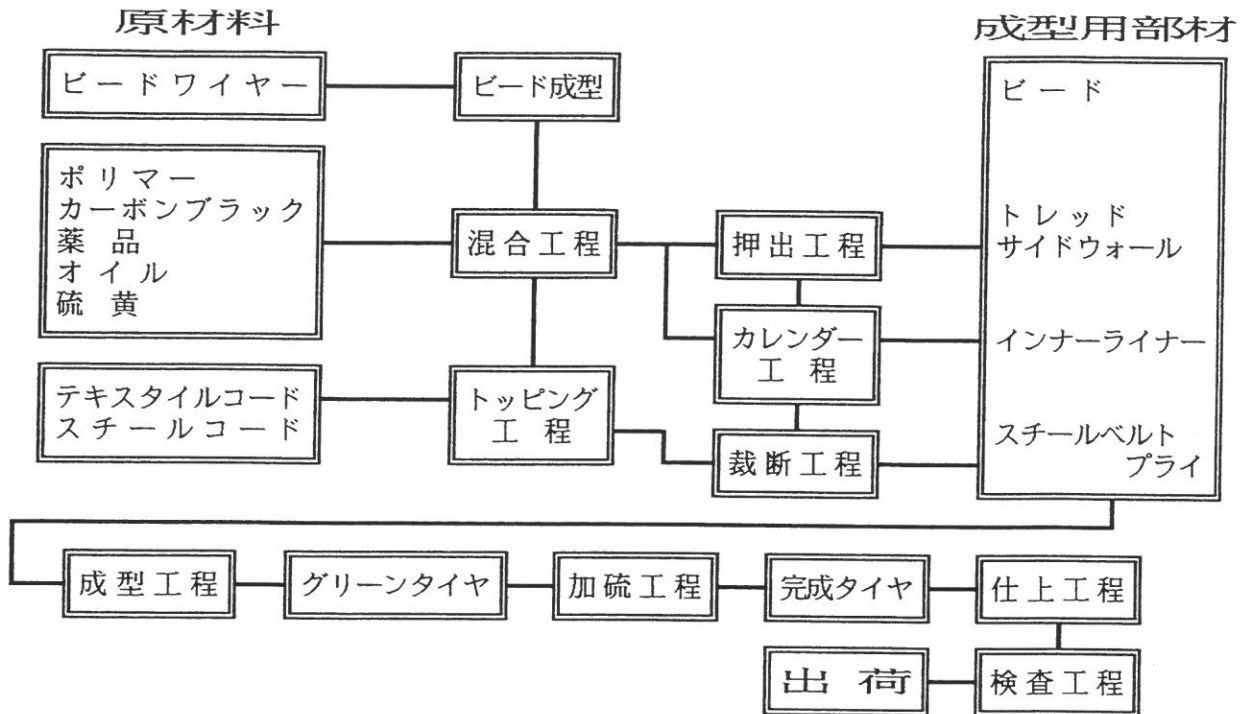 原材料
成型用部材
ビードワイヤー
ビード成型
ビード
ポリマー
カーボンブラック
薬品
オイル
硫黄
混合工程
押出工程
トレッド
サイドウォール
カレンダー
工程
インナーライナー
テキスタイルコード
スチールコード
トッピング
工程
裁断工程
スチールベルト
プライ
成型工程
グリーンタイヤ
加硫工程
完成タイヤ
仕上工程
出荷
検査工程